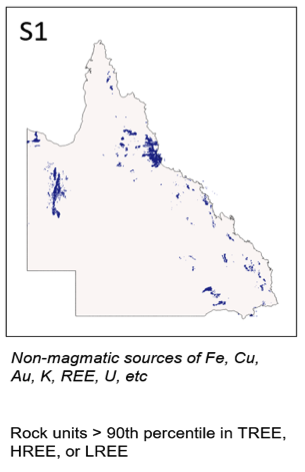 S1
Non-magmatic sources of Fe, Cu,
Au, K, REE, U, etc
Rock units > 90th percentile in TREE,
HREE, or LREE